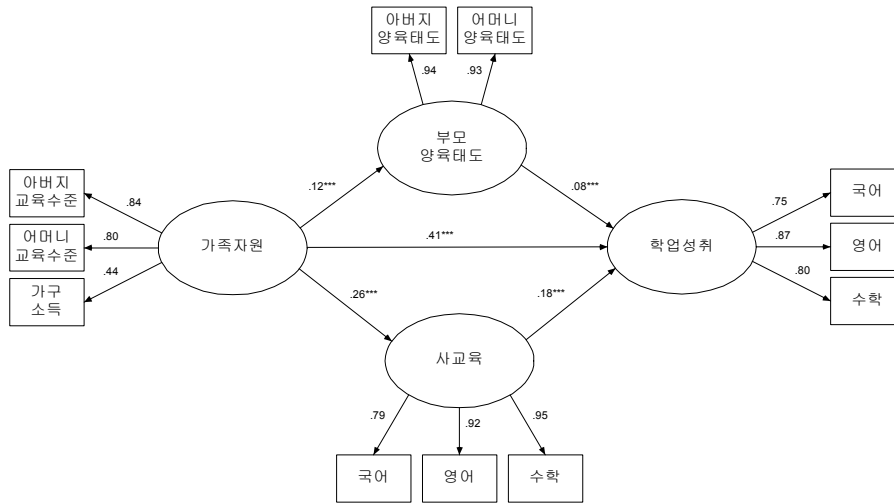 아버지
양육태도
어머니
양육태도
.94
.93
부모
양육태도
.12***
.08***
아버지
교육수준
.84
어머니
교육수준
.80
가구
소득
.44
가족자원
.41***
학업성취
.75
국어
.87
영어
.80
수학
.26***
.18***
사교육
.79
.92
.95
국어
영어
수학